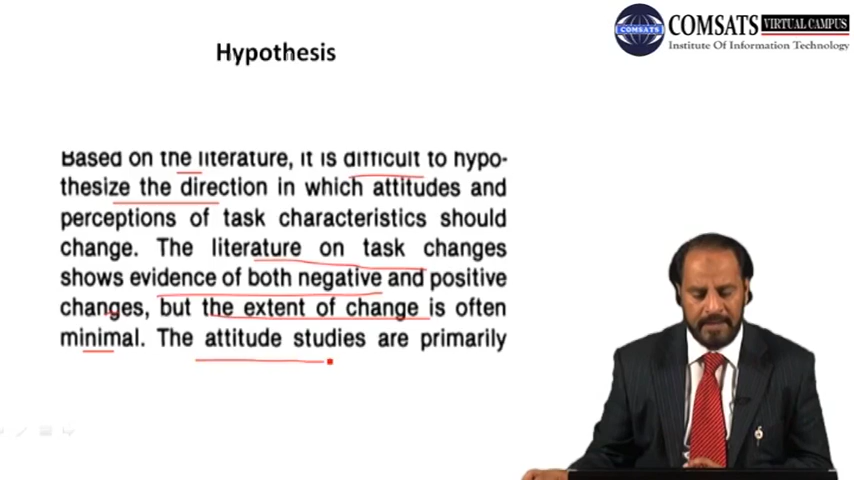 COMSATS
COMSATS VIRTUAL CAMPUS
Institute Of Information Technology
Hypothesis
Based on the literature, it is difficult to hypo-
thesize the direction in which attitudes and
perceptions of task characteristics should
change. The literature on task changes
shows evidence of both negative and positive
changes, but the extent of change is often
minimal. The attitude studies are primarily